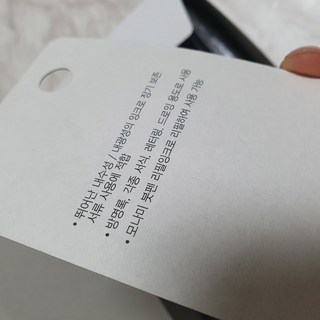 • 뛰어난 내수성 / 내광성의 잉크로 장기 보존
서류 사용에 적합
• 방명록, 각종 서식, 레터링, 드로잉 용도로 사용
• 모나미 붓펜 리필잉크로 리필하여 사용 가능